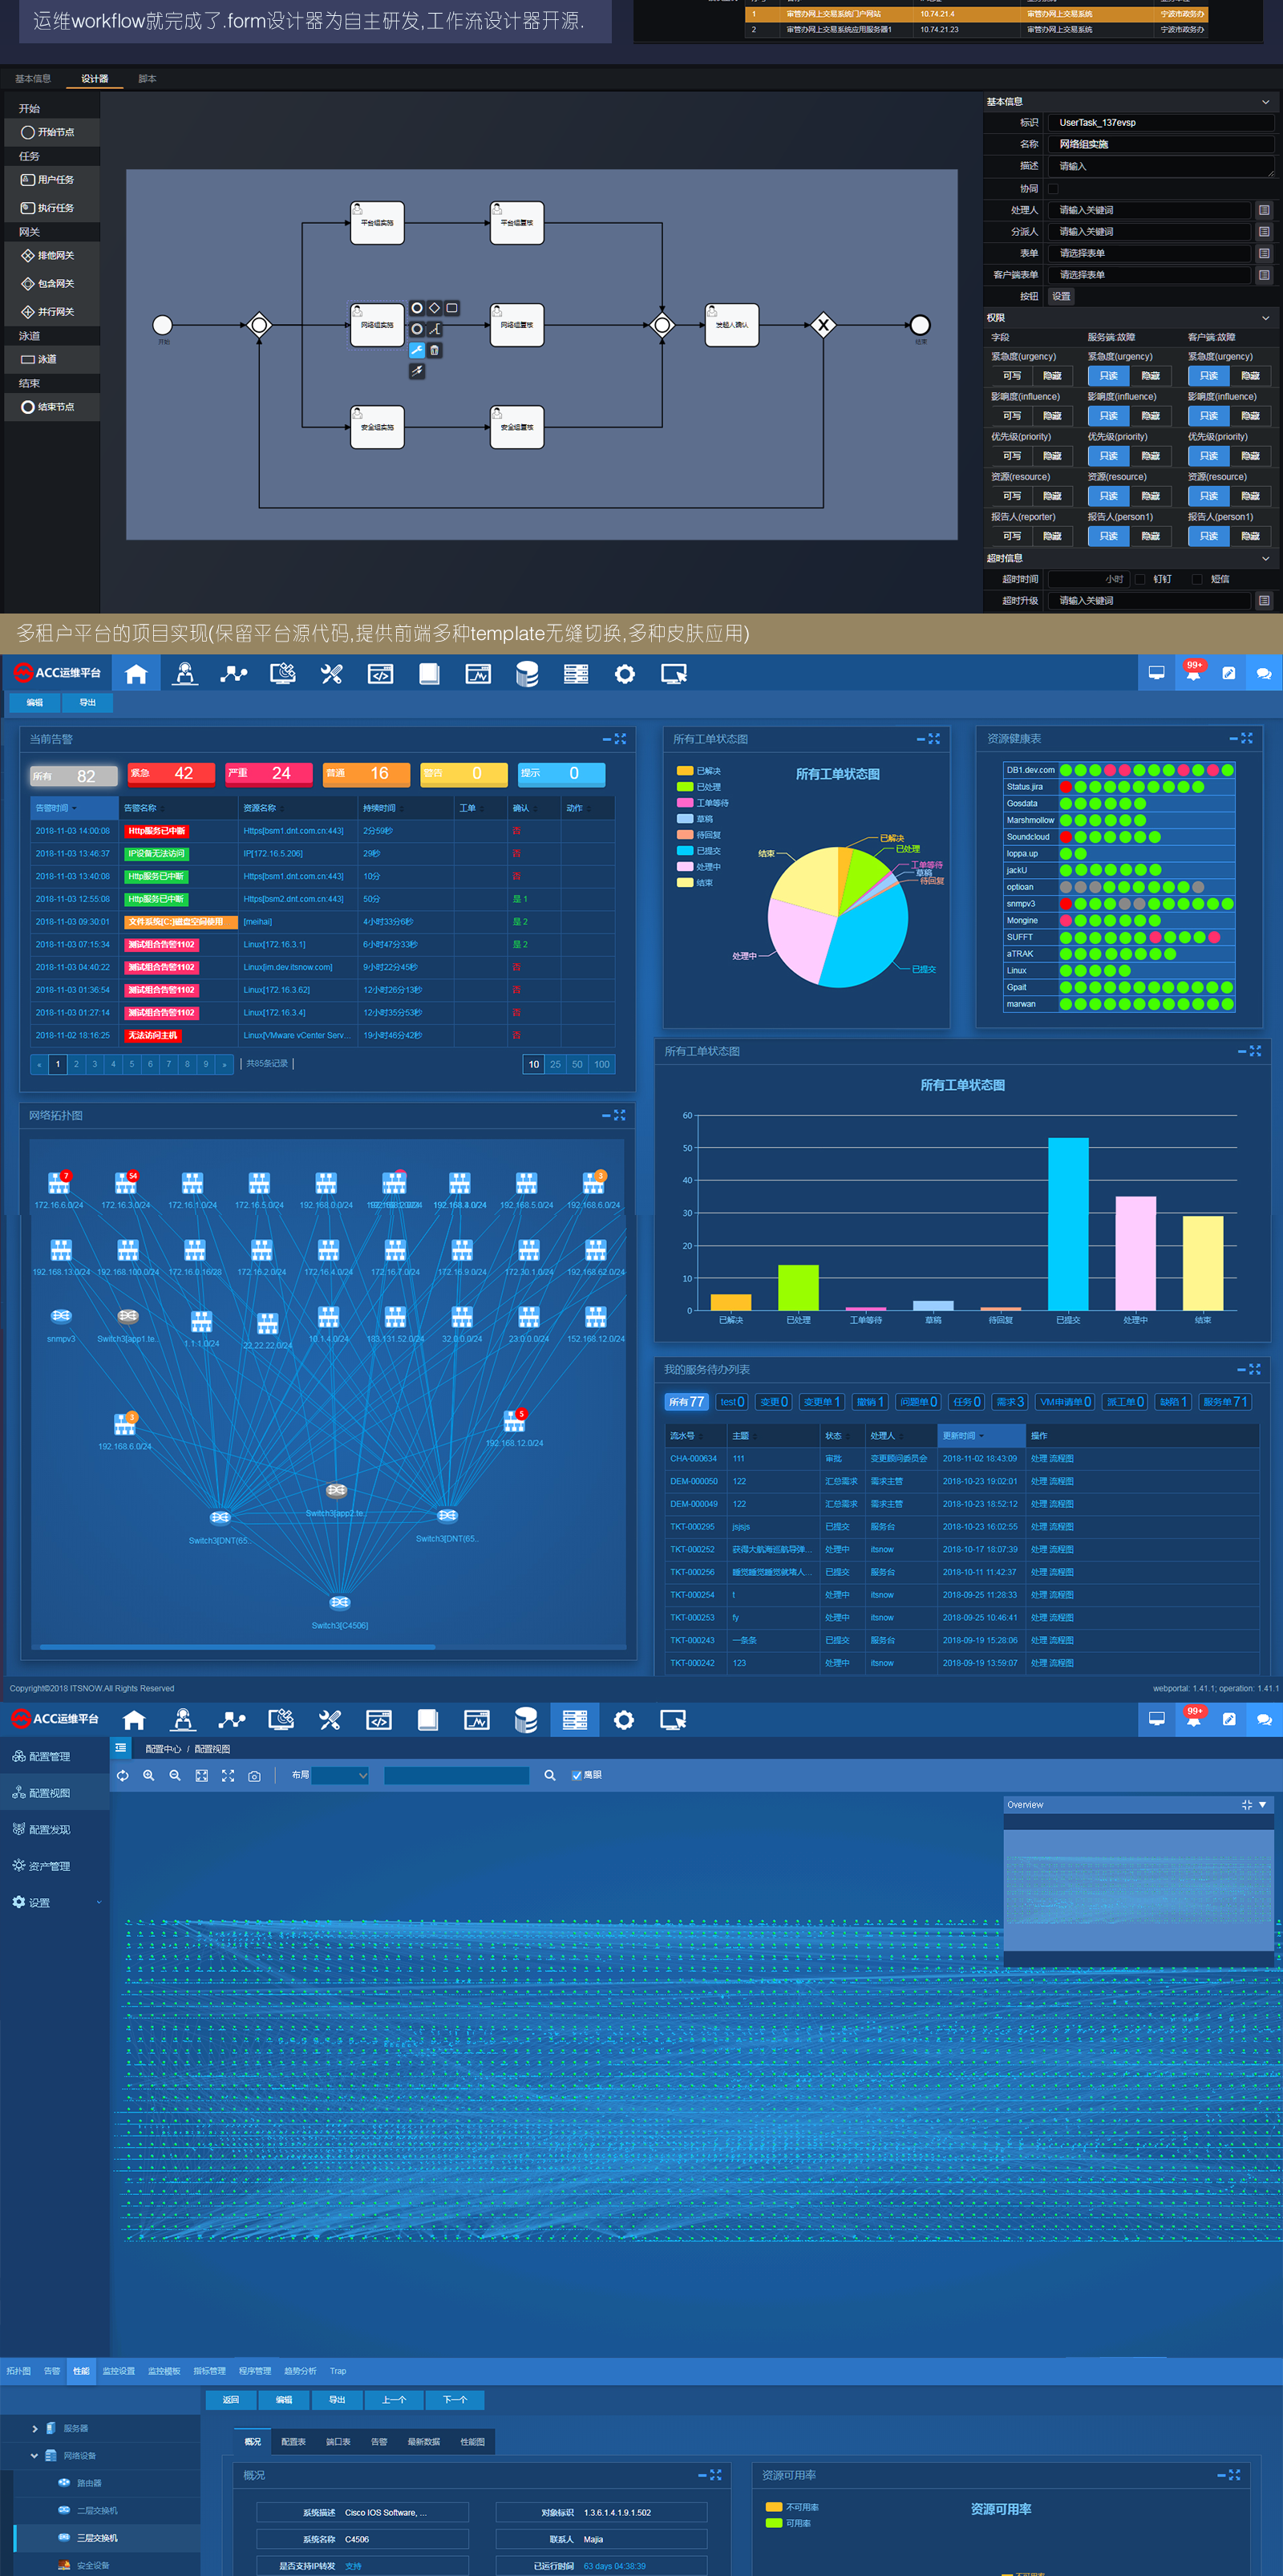 运维workflow就完成了.form设计器为自主研发,工作流设计器开源.
1 审管办网上交易系统门户网站 10.74.21.4 审管办网上交易系统 宁波市政务办
2 审管办网上交易系统应用服务器1 10.74.21.23 审管办网上交易系统 宁波市政务办
基本信息 设计器 脚本
开始
开始节点
任务
用户任务
执行任务
网关
排他网关
包含网关
并行网关
泳道
泳道
结束
结束节点
平台组实施 平台组复核
开始 网络组实施 网络组复核 发起人确认 结束
安全组实施 安全组复核
基本信息
标识 UserTask_137evsp
名称 网络组实施
描述 请输入
协同
处理人 请输入关键词
分派人 请输入关键词
表单 请选择表单
客户端表单 请选择表单
按钮 设置
权限
字段 服务端:故障 客户端:故障
紧急度(urgency) 紧急度(urgency) 紧急度(urgency)
可写 隐藏 只读 隐藏 只读 隐藏
影响度(influence) 影响度(influence) 影响度(influence)
可写 隐藏 只读 隐藏 只读 隐藏
优先级(priority) 优先级(priority) 优先级(priority)
可写 隐藏 只读 隐藏 只读 隐藏
资源(resource) 资源(resource) 资源(resource)
可写 隐藏 只读 隐藏 只读 隐藏
报告人(reporter) 报告人(person1) 报告人(person1)
可写 隐藏 只读 隐藏 只读 隐藏
超时信息
超时时间 小时 钉钉 短信
超时升级 请输入关键词
多租户平台的项目实现(保留平台源代码,提供前端多种template无缝切换,多种皮肤应用)
ACC运维平台 99+
编辑 导出
当前告警
所有 82 紧急 42 严重 24 普通 16 警告 0 提示 0
告警时间 告警名称 资源名称 持续时间 工单 确认 动作
2018-11-03 14:00:08 Http服务已中断 Https[bsm1.dnt.com.cn:443] 2分59秒 否
2018-11-03 13:46:37 IP设备无法访问 IP[172.16.5.206] 29秒 否
2018-11-03 13:40:08 Http服务已中断 Https[bsm1.dnt.com.cn:443] 10分 否
2018-11-03 12:55:08 Http服务已中断 Https[bsm2.dnt.com.cn:443] 50分 是 1
2018-11-03 09:30:01 文件系统[C:]磁盘空间使用 [meihai] 4小时33分6秒 是 2
2018-11-03 07:15:34 测试组合告警1102 Linux[172.16.3.1] 6小时47分33秒 是 2
2018-11-03 04:40:22 测试组合告警1102 Linux[im.dev.itsnow.com] 9小时22分45秒 否
2018-11-03 01:36:54 测试组合告警1102 Linux[172.16.3.62] 12小时26分13秒 否
2018-11-03 01:27:14 测试组合告警1102 Linux[172.16.3.4] 12小时35分53秒 否
2018-11-02 18:16:25 无法访问主机 Linux[VMware vCenter Serv... 19小时46分42秒 否
« 1 2 3 4 5 6 7 8 9 » 共85条记录 10 25 50 100
所有工单状态图
所有工单状态图
已解决
已处理
工单等待
草稿
待回复
已提交
处理中
结束
已解决
已处理
工单等待
草稿
待回复
已提交
处理中
结束
资源健康表
DB1.dev.com
Status.jira
Gosdata
Marshmollow
Soundcloud
loppa.up
jackU
optioan
snmpv3
Mongine
SUFFT
aTRAK
Linux
Gpait
marwan
网络拓扑图
7 54 3
172.16.6.0/24 172.16.3.0/24 172.16.1.0/24 172.16.5.0/24 192.168.0.0/24 192.168.4.0/24 192.168.5.0/24 192.168.6.0/24
192.168.13.0/24 192.168.100.0/24 172.16.0.16/28 172.16.2.0/24 172.16.4.0/24 172.16.7.0/24 172.16.9.0/24 172.30.1.0/24 192.168.62.0/24
snmpv3 Switch3[app1.te.. 1.1.1.0/24 22.22.22.0/24 10.1.4.0/24 183.131.52.0/24 32.0.0.0/24 23.0.0.0/24 152.168.12.0/24
3 5
192.168.6.0/24 192.168.12.0/24
Switch3[DNT(65.. Switch3[app2.te.. Switch3[DNT(65..
Switch3[C4506]
所有工单状态图
所有工单状态图
60
50
40
30
20
10
0
已解决 已处理 工单等待 草稿 待回复 已提交 处理中 结束
我的服务待办列表
所有77 test0 变更0 变更单1 撤销1 问题单0 任务0 需求3 VM申请单0 派工单0 缺陷1 服务单71
流水号 主题 状态 处理人 更新时间 操作
CHA-000634 111 审批 变更顾问委员会 2018-11-02 18:43:09 处理 流程图
DEM-000050 122 汇总需求 需求主管 2018-10-23 19:02:01 处理 流程图
DEM-000049 122 汇总需求 需求主管 2018-10-23 18:52:12 处理 流程图
TKT-000295 jsjsjs 已提交 服务台 2018-10-23 16:02:55 处理 流程图
TKT-000252 获得大航海巡航导弹... 处理中 itsnow 2018-10-17 18:07:39 处理 流程图
TKT-000256 睡觉睡觉睡觉就堵人... 已提交 服务台 2018-10-11 11:42:37 处理 流程图
TKT-000254 t 处理中 itsnow 2018-09-25 11:28:33 处理 流程图
TKT-000253 fy 处理中 itsnow 2018-09-25 10:46:41 处理 流程图
TKT-000243 一条条 已提交 服务台 2018-09-19 15:28:06 处理 流程图
TKT-000242 123 处理中 itsnow 2018-09-19 13:59:07 处理 流程图
Copyright©2018 ITSNOW.All Rights Reserved webportal: 1.41.1; operation: 1.41.1
ACC运维平台 99+
配置管理
配置视图
配置发现
资产管理
设置
配置中心 / 配置视图
布局 鹰眼
Overview
拓扑图 告警 性能 监控设置 监控模板 指标管理 程序管理 趋势分析 Trap
返回 编辑 导出 上一个 下一个
服务器
网络设备
路由器
二层交换机
三层交换机
安全设备
概况 配置表 端口表 告警 最新数据 性能图
概况
系统描述 Cisco IOS Software, ... 对象标识 1.3.6.1.4.1.9.1.502
系统名称 C4506 联系人 Majia
是否支持IP转发 支持 已运行时间 63 days 04:38:39
资源可用率
不可用率
可用率
资源可用率